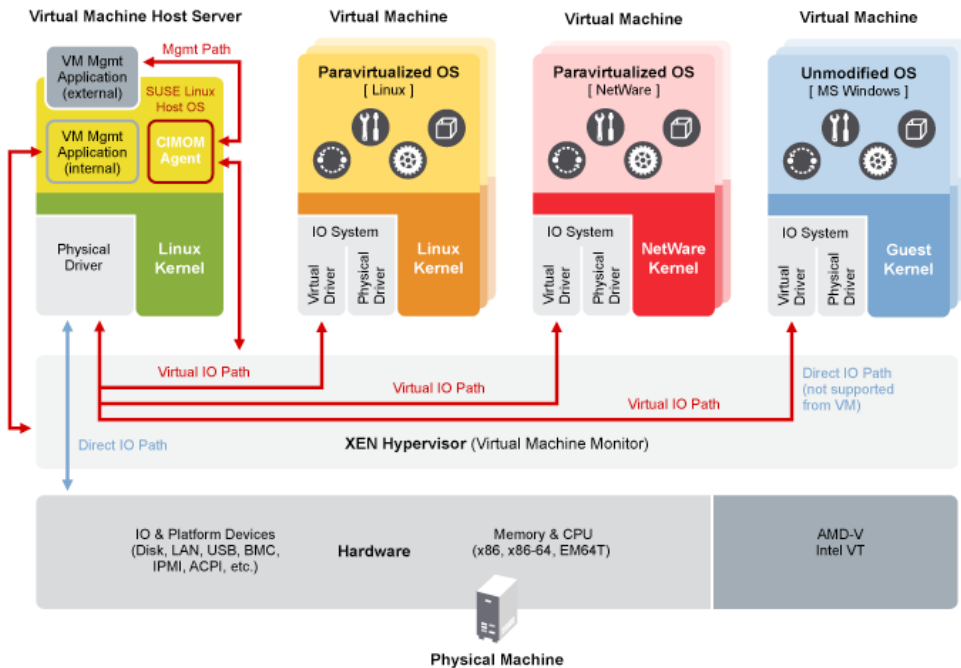 Virtual Machine Host Server
Virtual Machine
Virtual Machine
Virtual Machine
VM Mgmt
Application
(external)
Mgmt Path
SUSE Linux
Host OS
VM Mgmt
Application
(internal)
CIMOM
Agent
Physical
Driver
Linux
Kernel
Paravirtualized OS
[ Linux ]
IO System
Virtual
Driver
Physical
Driver
Linux
Kernel
Paravirtualized OS
[ NetWare ]
IO System
Virtual
Driver
Physical
Driver
NetWare
Kernel
Unmodified OS
[ MS Windows ]
IO System
Virtual
Driver
Physical
Driver
Guest
Kernel
Virtual IO Path
Virtual IO Path
Virtual IO Path
Direct IO Path
(not supported
from VM)
Direct IO Path
XEN Hypervisor (Virtual Machine Monitor)
IO & Platform Devices
(Disk, LAN, USB, BMC,
IPMI, ACPI, etc.)
Hardware
Memory & CPU
(x86, x86-64, EM64T)
AMD-V
Intel VT
Physical Machine